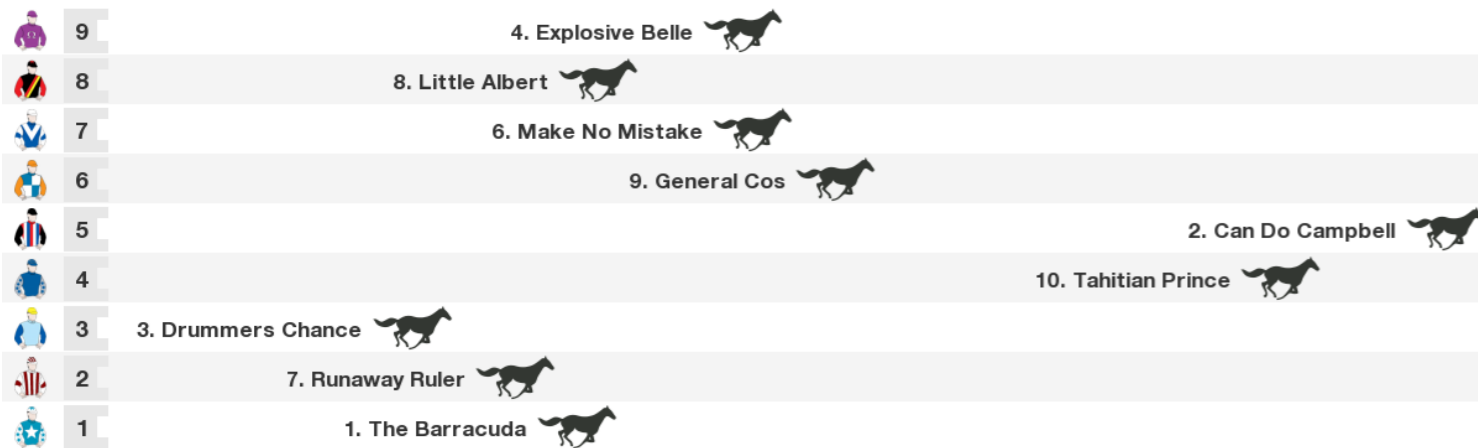 9 4. Explosive Belle
8 8. Little Albert
7 6. Make No Mistake
6 9. General Cos
5 2. Can Do Campbell
4 10. Tahitian Prince
3 3. Drummers Chance
2 7. Runaway Ruler
1 1. The Barracuda